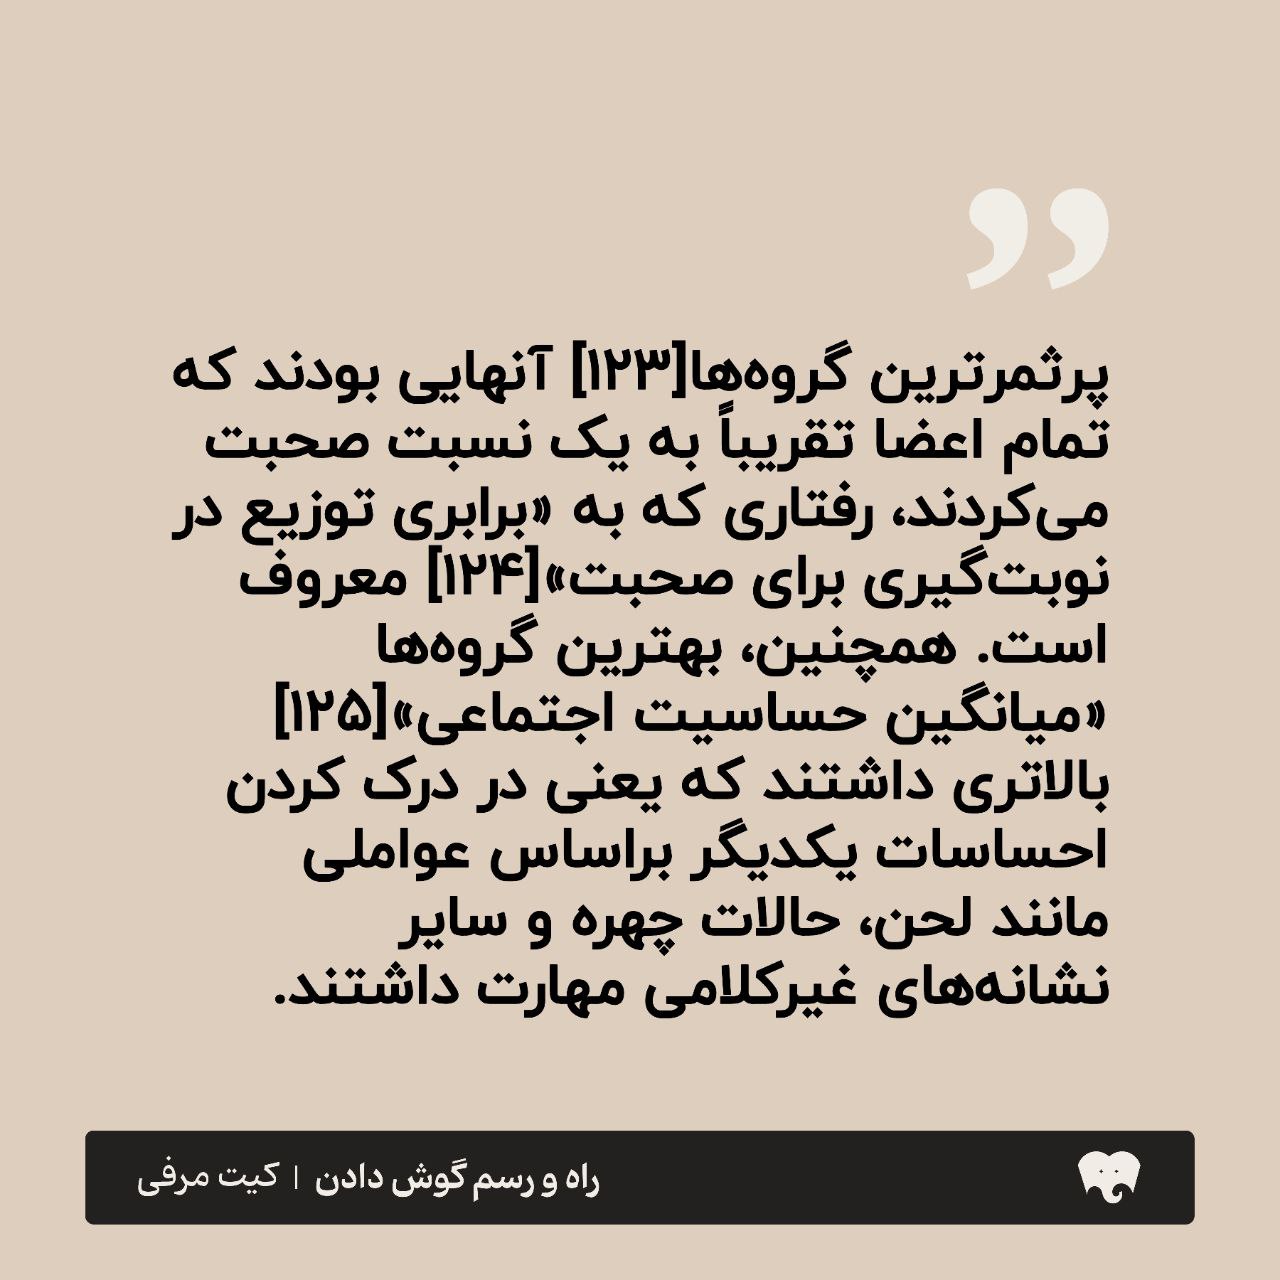 پرثمرترین گروه‌ها[۱۲۳] آنهایی بودند که
تمام اعضا تقریباً به یک نسبت صحبت
می‌کردند، رفتاری که به «برابری توزیع در
نوبت‌گیری برای صحبت»[۱۲۴] معروف
است. همچنین، بهترین گروه‌ها
«میانگین حساسیت اجتماعی»[۱۲۵]
بالاتری داشتند که یعنی در درک کردن
احساسات یکدیگر براساس عواملی
مانند لحن، حالات چهره و سایر
نشانه‌های غیرکلامی مهارت داشتند.
راه و رسم گوش دادن | کیت مرفی